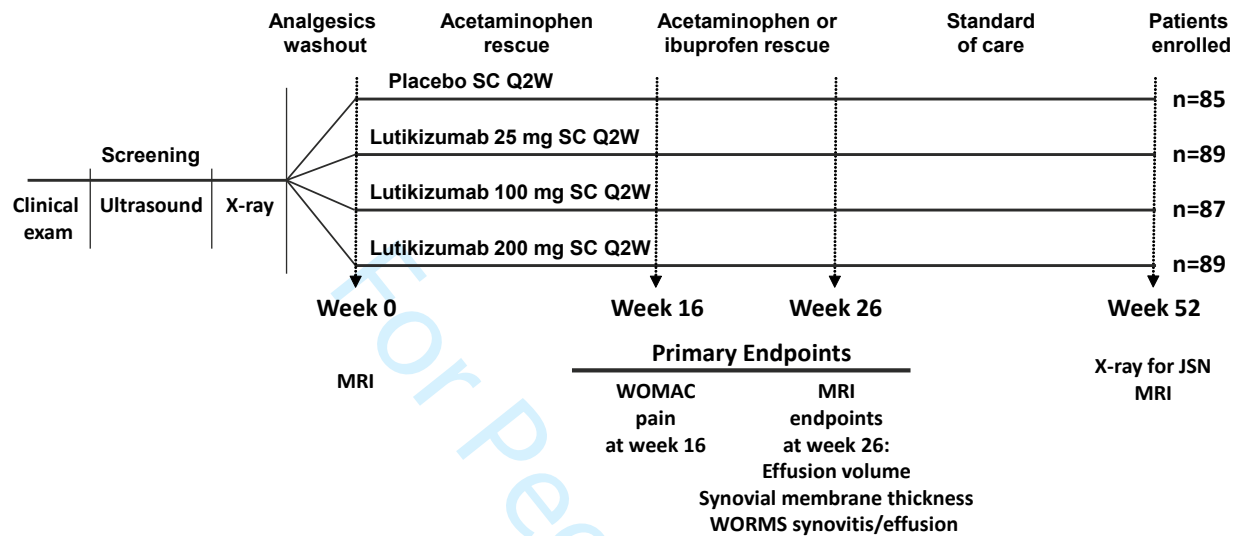 Analgesics
washout
Acetaminophen
rescue
Acetaminophen or
ibuprofen rescue
Standard
of care
Patients
enrolled
Placebo SC Q2W
n=85
Lutikizumab 25 mg SC Q2W
n=89
Screening
Clinical
exam
Ultrasound
X-ray
Lutikizumab 100 mg SC Q2W
n=87
Lutikizumab 200 mg SC Q2W
n=89
Week 0
Week 16
Week 26
Week 52
MRI
Primary Endpoints
WOMAC
pain
at week 16
MRI
endpoints
at week 26:
Effusion volume
Synovial membrane thickness
WORMS synovitis/effusion
X-ray for JSN
MRI
For Pee